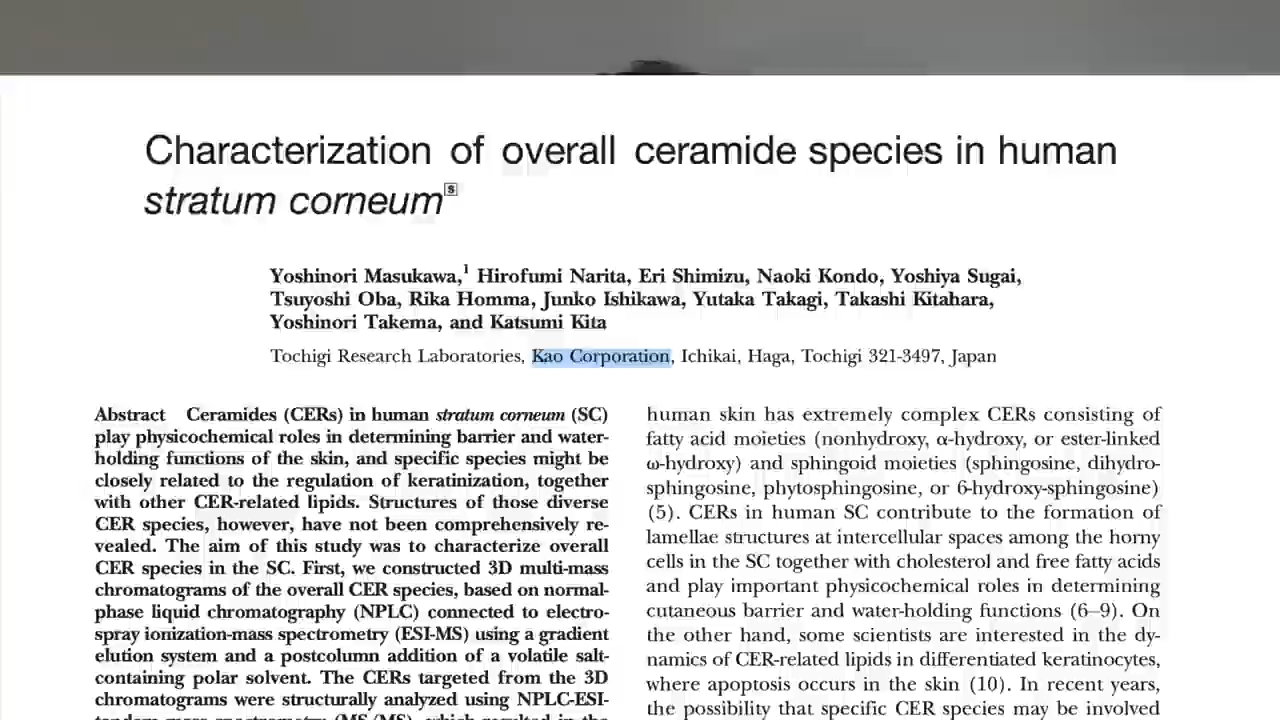 Characterization of overall ceramide species in human
stratum corneum[s]
Yoshinori Masukawa,1 Hirofumi Narita, Eri Shimizu, Naoki Kondo, Yoshiya Sugai,
Tsuyoshi Oba, Rika Homma, Junko Ishikawa, Yutaka Takagi, Takashi Kitahara,
Yoshinori Takema, and Katsumi Kita
Tochigi Research Laboratories, Kao Corporation, Ichikai, Haga, Tochigi 321-3497, Japan
Abstract Ceramides (CERs) in human stratum corneum (SC)
play physicochemical roles in determining barrier and water-
holding functions of the skin, and specific species might be
closely related to the regulation of keratinization, together
with other CER-related lipids. Structures of those diverse
CER species, however, have not been comprehensively re-
vealed. The aim of this study was to characterize overall
CER species in the SC. First, we constructed 3D multi-mass
chromatograms of the overall CER species, based on normal-
phase liquid chromatography (NPLC) connected to electro-
spray ionization-mass spectrometry (ESI-MS) using a gradient
elution system and a postcolumn addition of a volatile salt-
containing polar solvent. The CERs targeted from the 3D
chromatograms were structurally analyzed using NPLC-ESI-
tandem mass spectrometry (MS/MS), which resulted in the
human skin has extremely complex CERs consisting of
fatty acid moieties (nonhydroxy, α-hydroxy, or ester-linked
ω-hydroxy) and sphingoid moieties (sphingosine, dihydro-
sphingosine, phytosphingosine, or 6-hydroxy-sphingosine)
(5). CERs in human SC contribute to the formation of
lamellae structures at intercellular spaces among the horny
cells in the SC together with cholesterol and free fatty acids
and play important physicochemical roles in determining
cutaneous barrier and water-holding functions (6–9). On
the other hand, some scientists are interested in the dy-
namics of CER-related lipids in differentiated keratinocytes,
where apoptosis occurs in the skin (10). In recent years,
the possibility that specific CER species may be involved